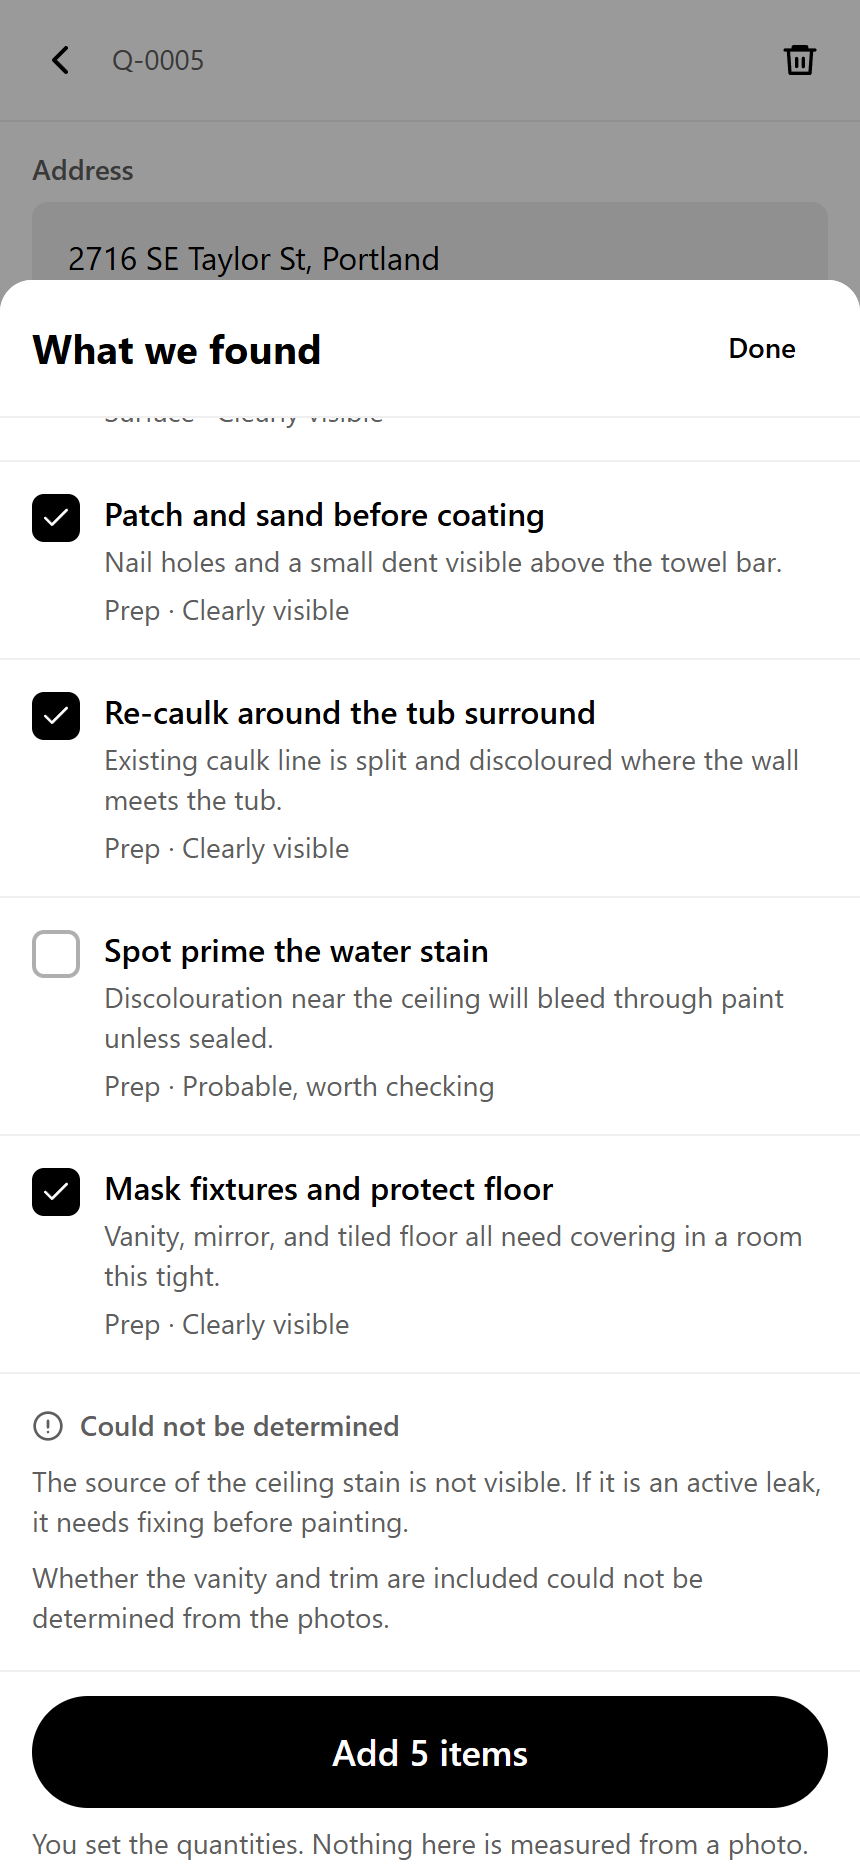 Q-0005
Address
2716 SE Taylor St, Portland
What we found
Done
Surface · Clearly visible
Patch and sand before coating
Nail holes and a small dent visible above the towel bar.
Prep · Clearly visible
Re-caulk around the tub surround
Existing caulk line is split and discoloured where the wall
meets the tub.
Prep · Clearly visible
Spot prime the water stain
Discolouration near the ceiling will bleed through paint
unless sealed.
Prep · Probable, worth checking
Mask fixtures and protect floor
Vanity, mirror, and tiled floor all need covering in a room
this tight.
Prep · Clearly visible
Could not be determined
The source of the ceiling stain is not visible. If it is an active leak,
it needs fixing before painting.
Whether the vanity and trim are included could not be
determined from the photos.
Add 5 items
You set the quantities. Nothing here is measured from a photo.